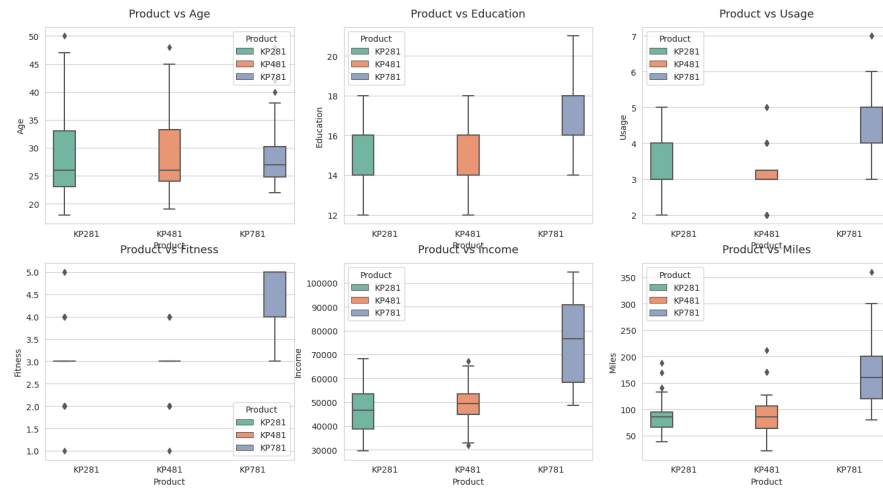 Product vs Age
Product
KP281
KP481
KP781
50
45
40
35
30
25
20
Age
KP281
KP481
KP781
Product vs Education
Product
KP281
KP481
KP781
20
18
16
14
12
Education
KP281
KP481
KP781
Product
Product vs Usage
Product
KP281
KP481
KP781
7
6
5
4
3
2
Usage
KP281
KP481
KP781
Product vs Fitness
Product
KP281
KP481
KP781
5.0
4.5
4.0
3.5
3.0
2.5
2.0
1.5
1.0
Fitness
KP281
KP481
KP781
Product
Product vs Income
Product
KP281
KP481
KP781
100000
90000
80000
70000
60000
50000
40000
30000
Income
KP281
KP481
KP781
Product
Product vs Miles
Product
KP281
KP481
KP781
350
300
250
200
150
100
50
Miles
KP281
KP481
KP781
Product